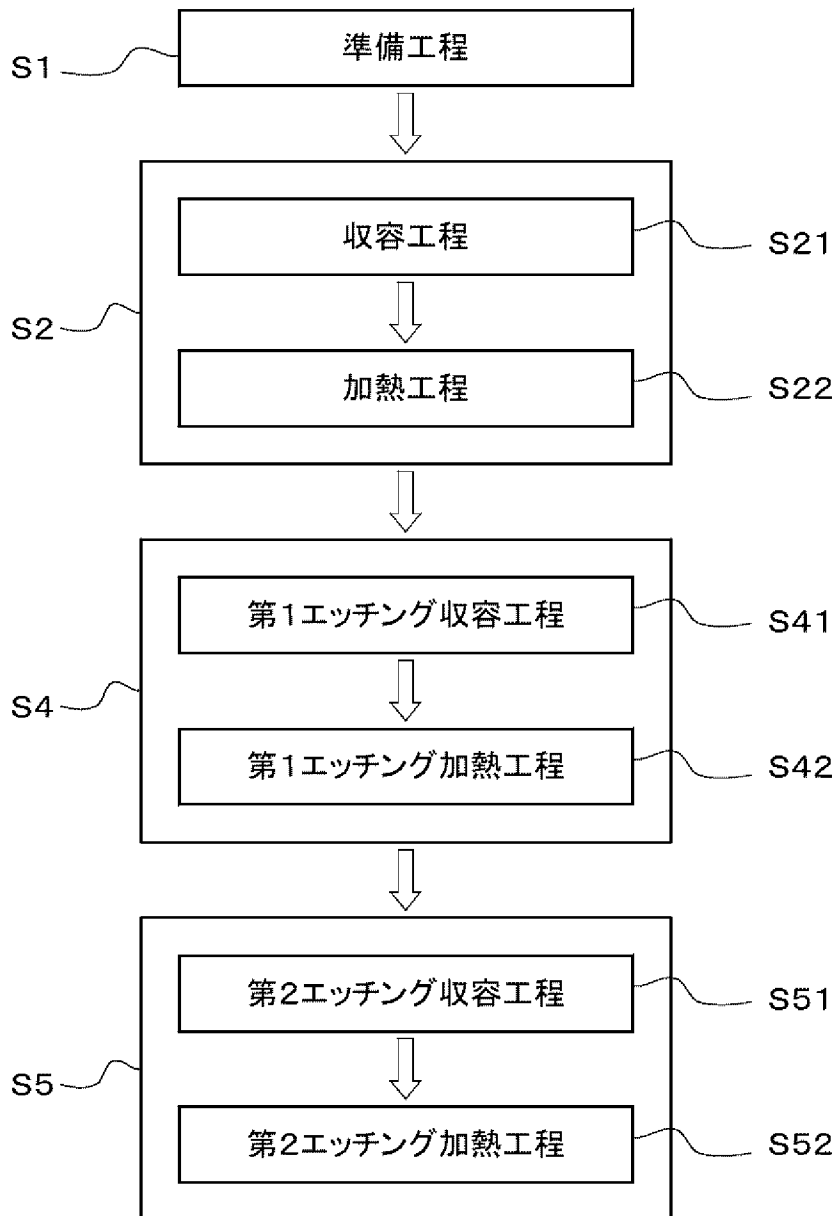 S1
準備工程
収容工程
S21
S2
加熱工程
S22
第1エッチング収容工程
S41
S4
第1エッチング加熱工程
S42
第2エッチング収容工程
S51
S5
第2エッチング加熱工程
S52